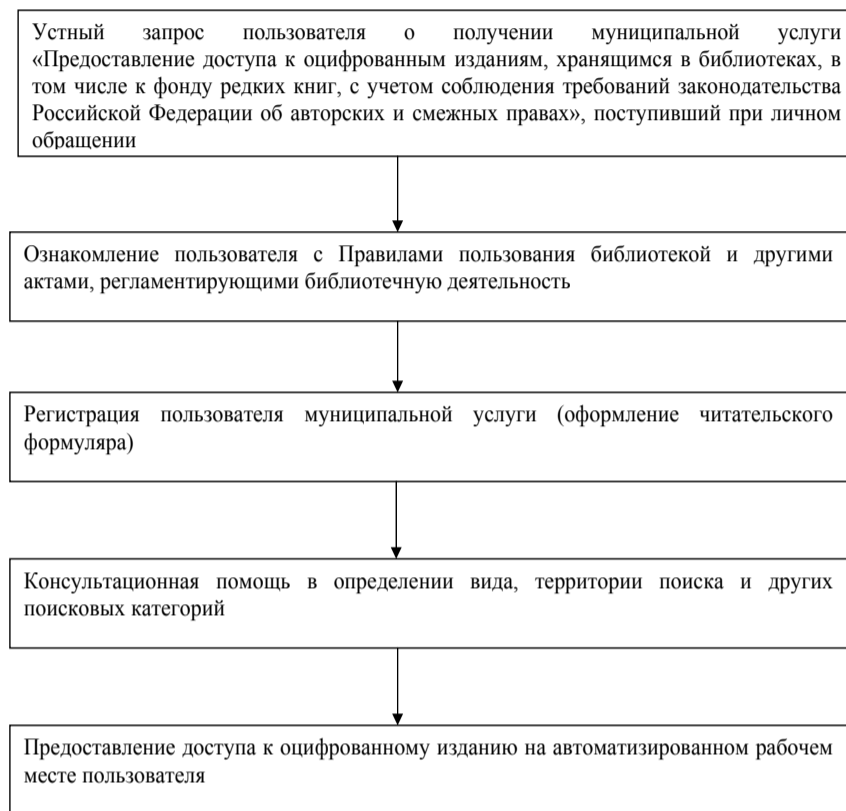 Устный запрос пользователя о получении муниципальной услуги
«Предоставление доступа к оцифрованным изданиям, хранящимся в библиотеках, в
том числе к фонду редких книг, с учетом соблюдения требований законодательства
Российской Федерации об авторских и смежных правах», поступивший при личном
обращении
Ознакомление пользователя с Правилами пользования библиотекой и другими
актами, регламентирующими библиотечную деятельность
Регистрация пользователя муниципальной услуги (оформление читательского
формуляра)
Консультационная помощь в определении вида, территории поиска и других
поисковых категорий
Предоставление доступа к оцифрованному изданию на автоматизированном рабочем
месте пользователя